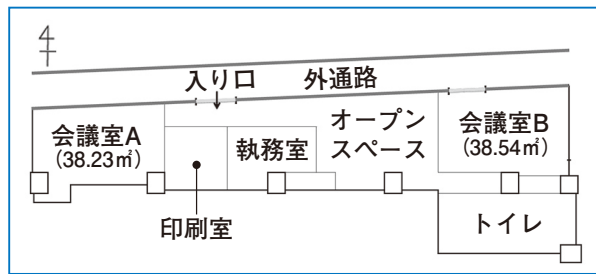 入り口
外通路
会議室A
(38.23㎡)
執務室
オープン
スペース
会議室B
(38.54㎡)
印刷室
トイレ